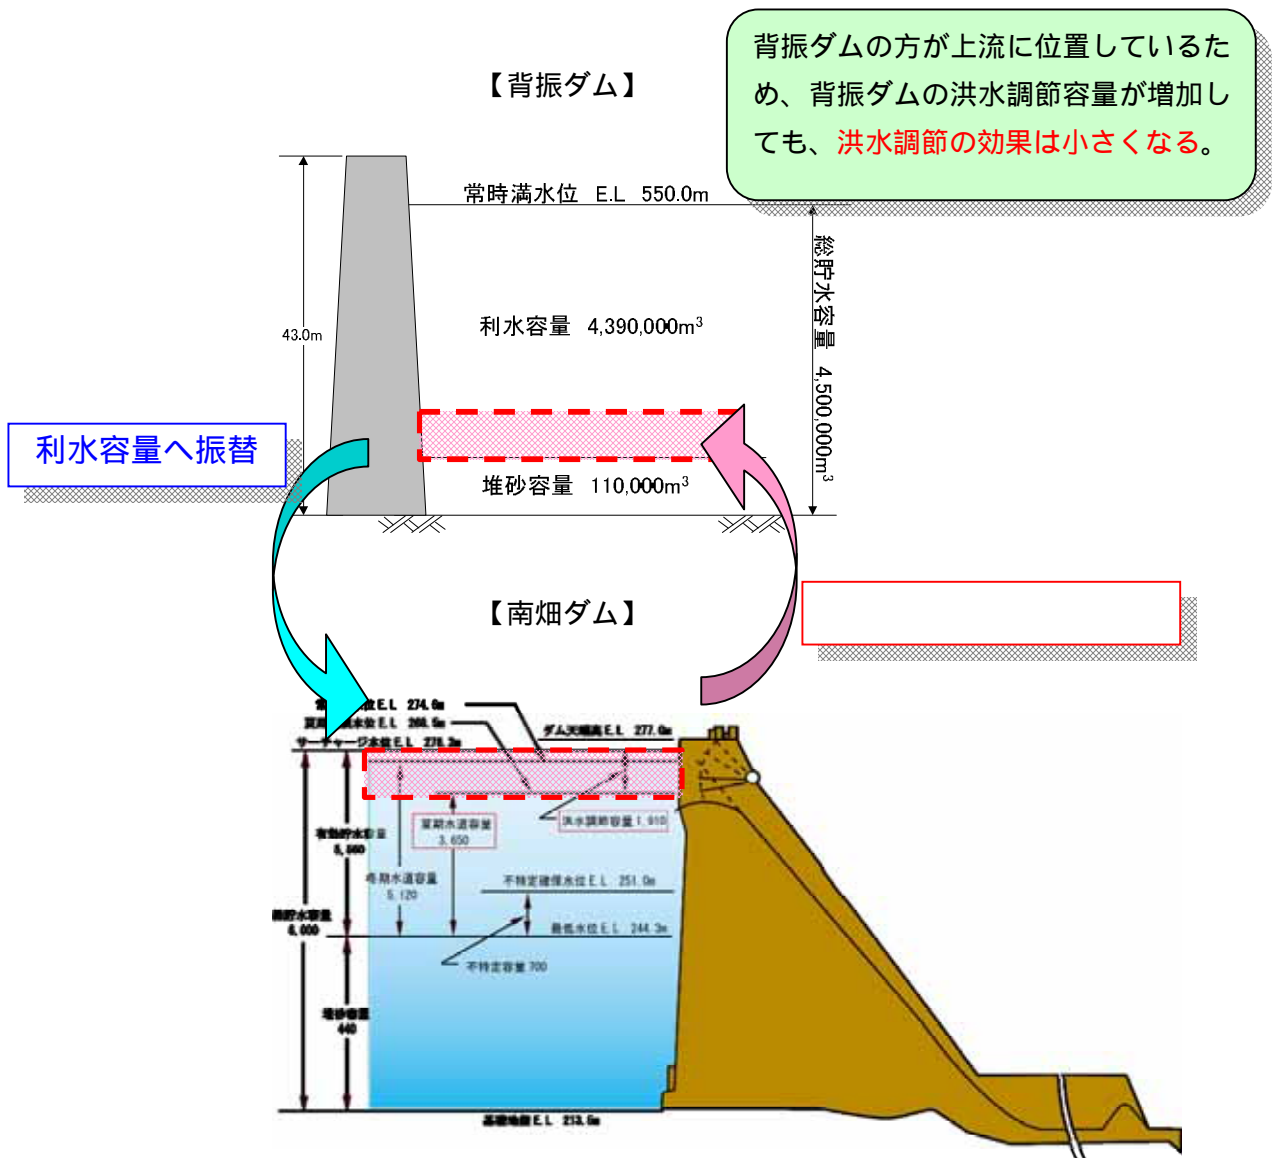 背振ダムの方が上流に位置しているた
め、背振ダムの洪水調節容量が増加し
ても、洪水調節の効果は小さくなる。
【背振ダム】
常時満水位 E.L 550.0m
43.0m
利水容量 4,390,000m³
総貯水容量 4,500,000m³
利水容量へ振替
堆砂容量 110,000m³
【南畑ダム】
位E.L 274.6m
水位E.L 268.5m
サーチャージ水位E.L 276.3m
ダム天端高E.L 277.0m
夏期水道容量
3,650
洪水調節容量1,910
有効貯水容量
5,560
冬期水道容量
5,120
不特定確保水位E.L 251.0m
総貯水容量
6,000
最低水位E.L 244.3m
不特定容量700
堆砂容量
440
基礎地盤E.L 213.5m